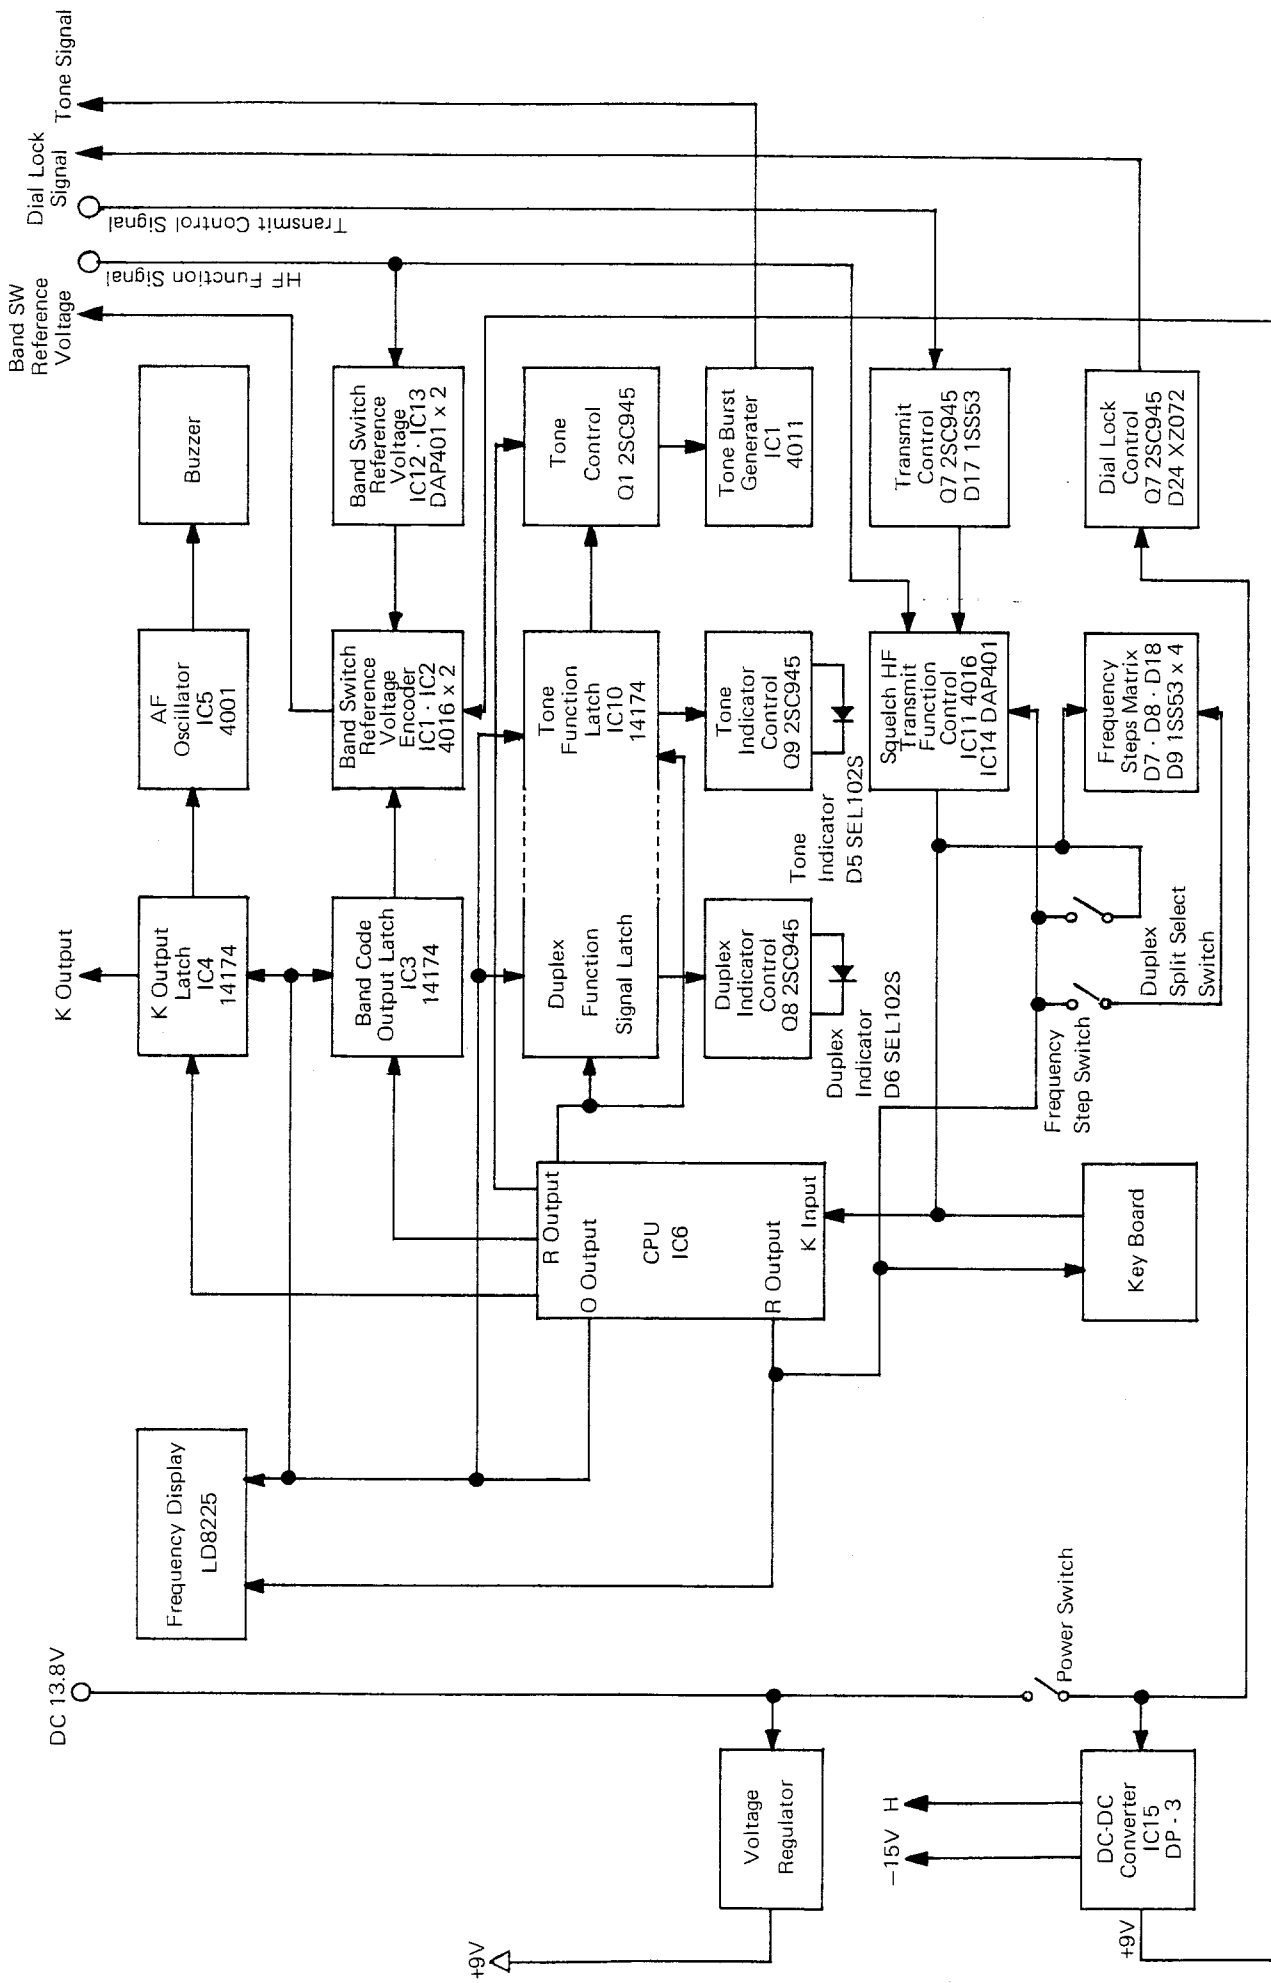 DC 13.8V
K Output
Band SW
Reference
Voltage
HF Function Signal
Transmit Control Signal
Dial Lock
Signal
Tone Signal
Frequency Display
LD8225
K Output
Latch
IC4
14174
AF
Oscillator
IC5
4001
Buzzer
Band Code
Output Latch
IC3
14174
Band Switch
Reference
Voltage
Encoder
IC1 · IC2
4016 x 2
Band Switch
Reference
Voltage
IC12 · IC13
DAP401 x 2
R Output
O Output
CPU
IC6
R Output
K Input
Duplex
Function
Signal Latch
Tone
Function
Latch
IC10
14174
Tone
Control
Q1 2SC945
Duplex
Indicator
Control
Q8 2SC945
Tone
Indicator
Control
Q9 2SC945
Tone Burst
Generater
IC1
4011
Duplex
Indicator
D6 SEL102S
Tone
Indicator
D5 SEL102S
Squelch HF
Transmit
Function
Control
IC11 4016
IC14 DAP401
Transmit
Control
Q7 2SC945
D17 1SS53
Frequency
Step Switch
Duplex
Split Select
Switch
Frequency
Steps Matrix
D7 · D8 · D18
D9 1SS53 x 4
Dial Lock
Control
Q7 2SC945
D24 XZ072
Key Board
Power Switch
+9V
Voltage
Regulator
−15V
H
+9V
DC-DC
Converter
IC15
DP - 3